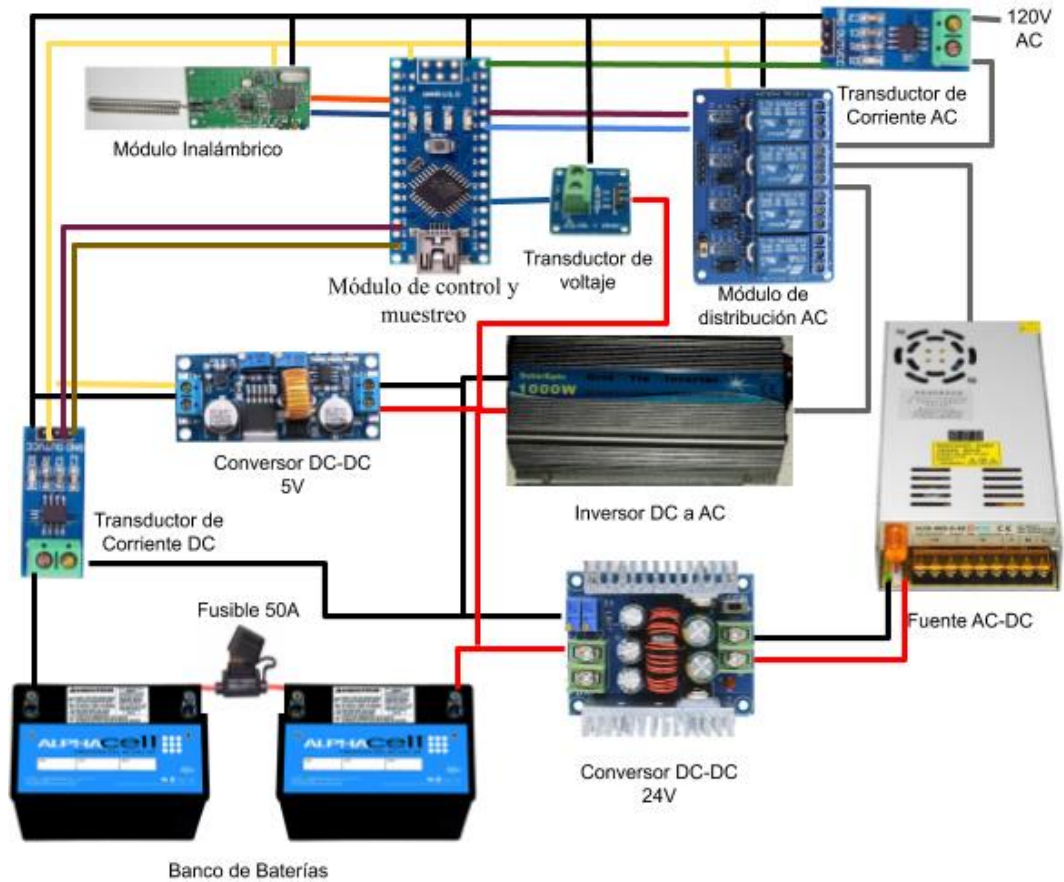 120V
AC
Transductor de
Corriente AC
Módulo Inalámbrico
Transductor de
voltaje
Módulo de control y
muestreo
Módulo de
distribución AC
1000W
Conversor DC-DC
5V
Inversor DC a AC
Transductor de
Corriente DC
Fusible 50A
Fuente AC-DC
ALPHAcell
ALPHAcell
Conversor DC-DC
24V
Banco de Baterías